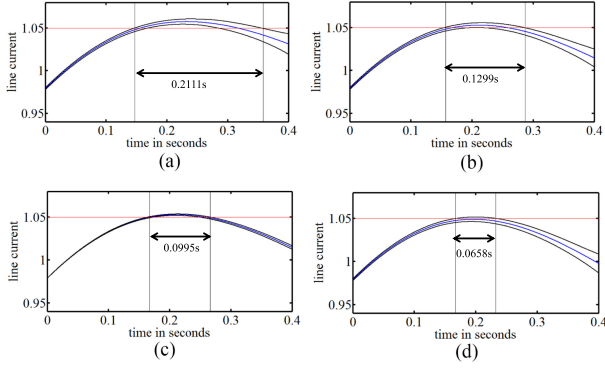 line current
1.05
1
0.95
0.2111s
0
0.1
0.2
0.3
0.4
time in seconds
(a)
line current
1.05
1
0.95
0.1299s
0
0.1
0.2
0.3
0.4
time in seconds
(b)
line current
1.05
1
0.95
0.0995s
0
0.1
0.2
0.3
0.4
time in seconds
(c)
line current
1.05
1
0.95
0.0658s
0
0.1
0.2
0.3
0.4
time in seconds
(d)